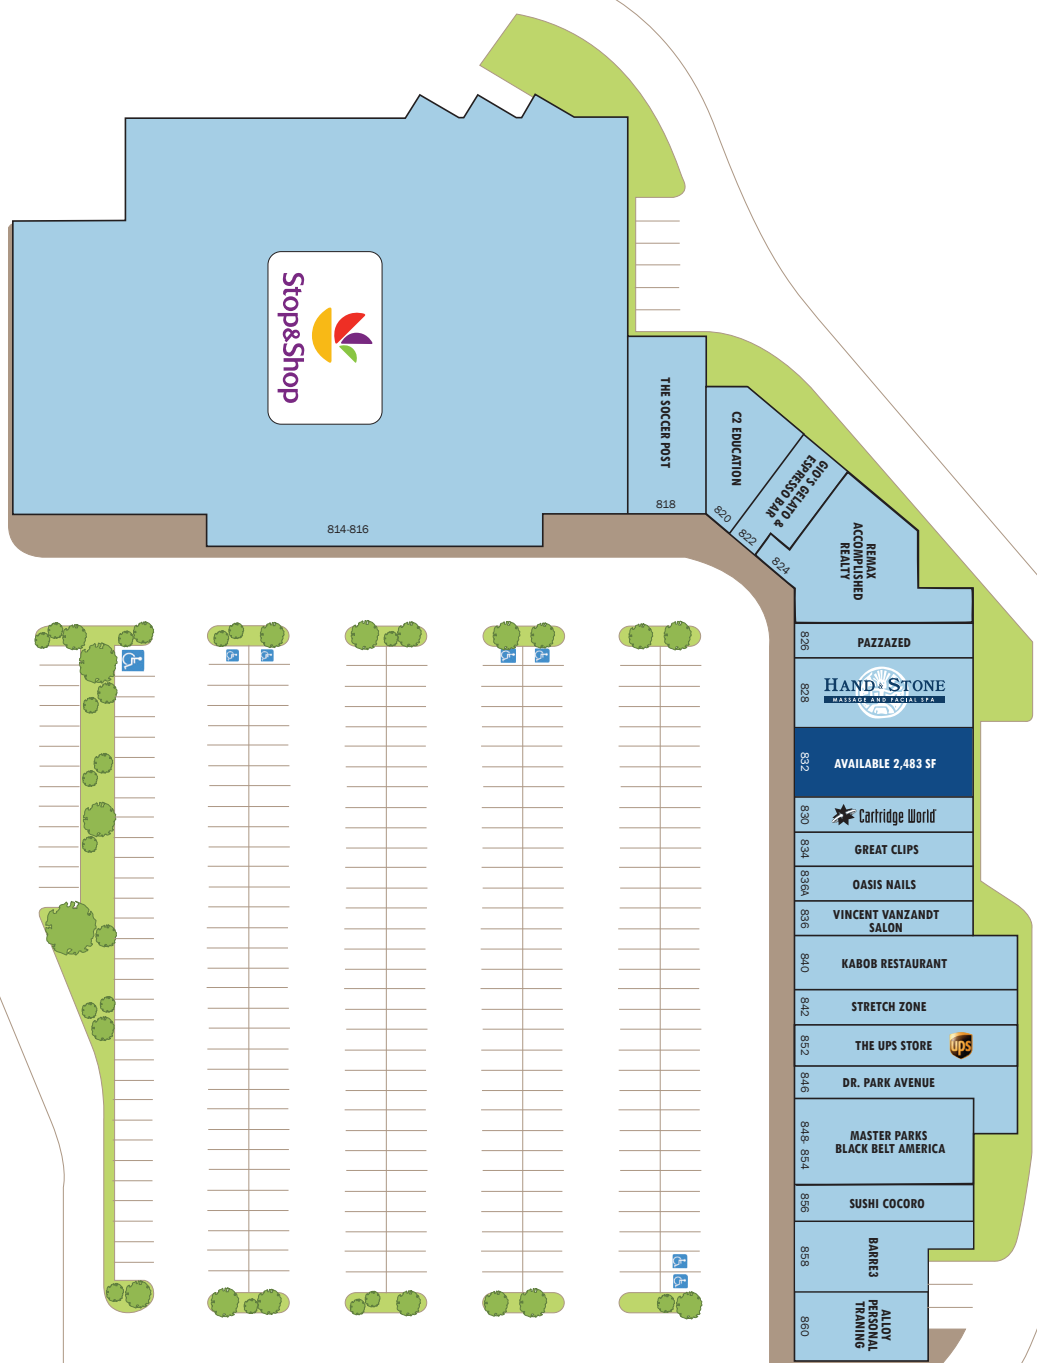 Stop&Shop
814-816
THE SOCCER POST
818
C2 EDUCATION
820
GIO'S GELATO &
ESPRESSO BAR
822
REMAX
ACCOMPLISHED
REALTY
824
826
PAZZAZED
828
HAND & STONE
MASSAGE AND FACIAL SPA
832
AVAILABLE 2,483 SF
830
Cartridge World
834
GREAT CLIPS
836A
OASIS NAILS
836
VINCENT VANZANDT
SALON
840
KABOB RESTAURANT
842
STRETCH ZONE
852
THE UPS STORE
ups
846
DR. PARK AVENUE
848- 854
MASTER PARKS
BLACK BELT AMERICA
856
SUSHI COCORO
858
BARRE3
860
ALLOY
PERSONAL
TRANING